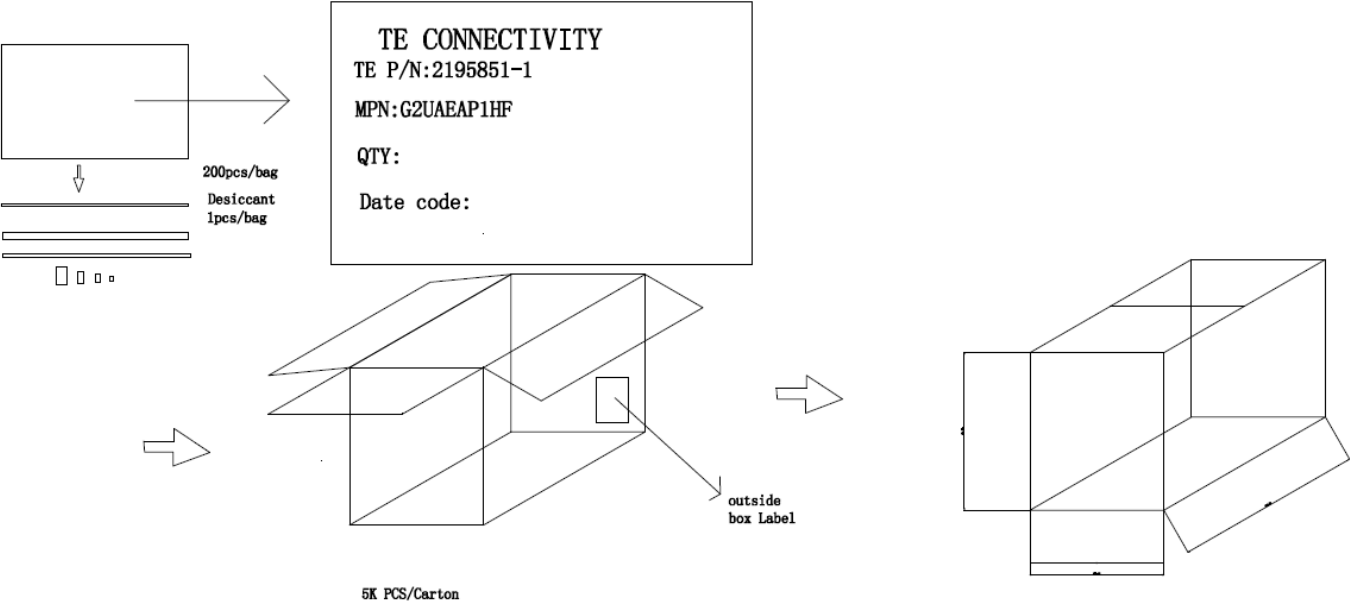 TE CONNECTIVITY
TE P/N:2195851-1
MPN:G2UAEAP1HF
QTY:
Date code:
200pcs/bag
Desiccant
1pcs/bag
outside
box Label
5K PCS/Carton